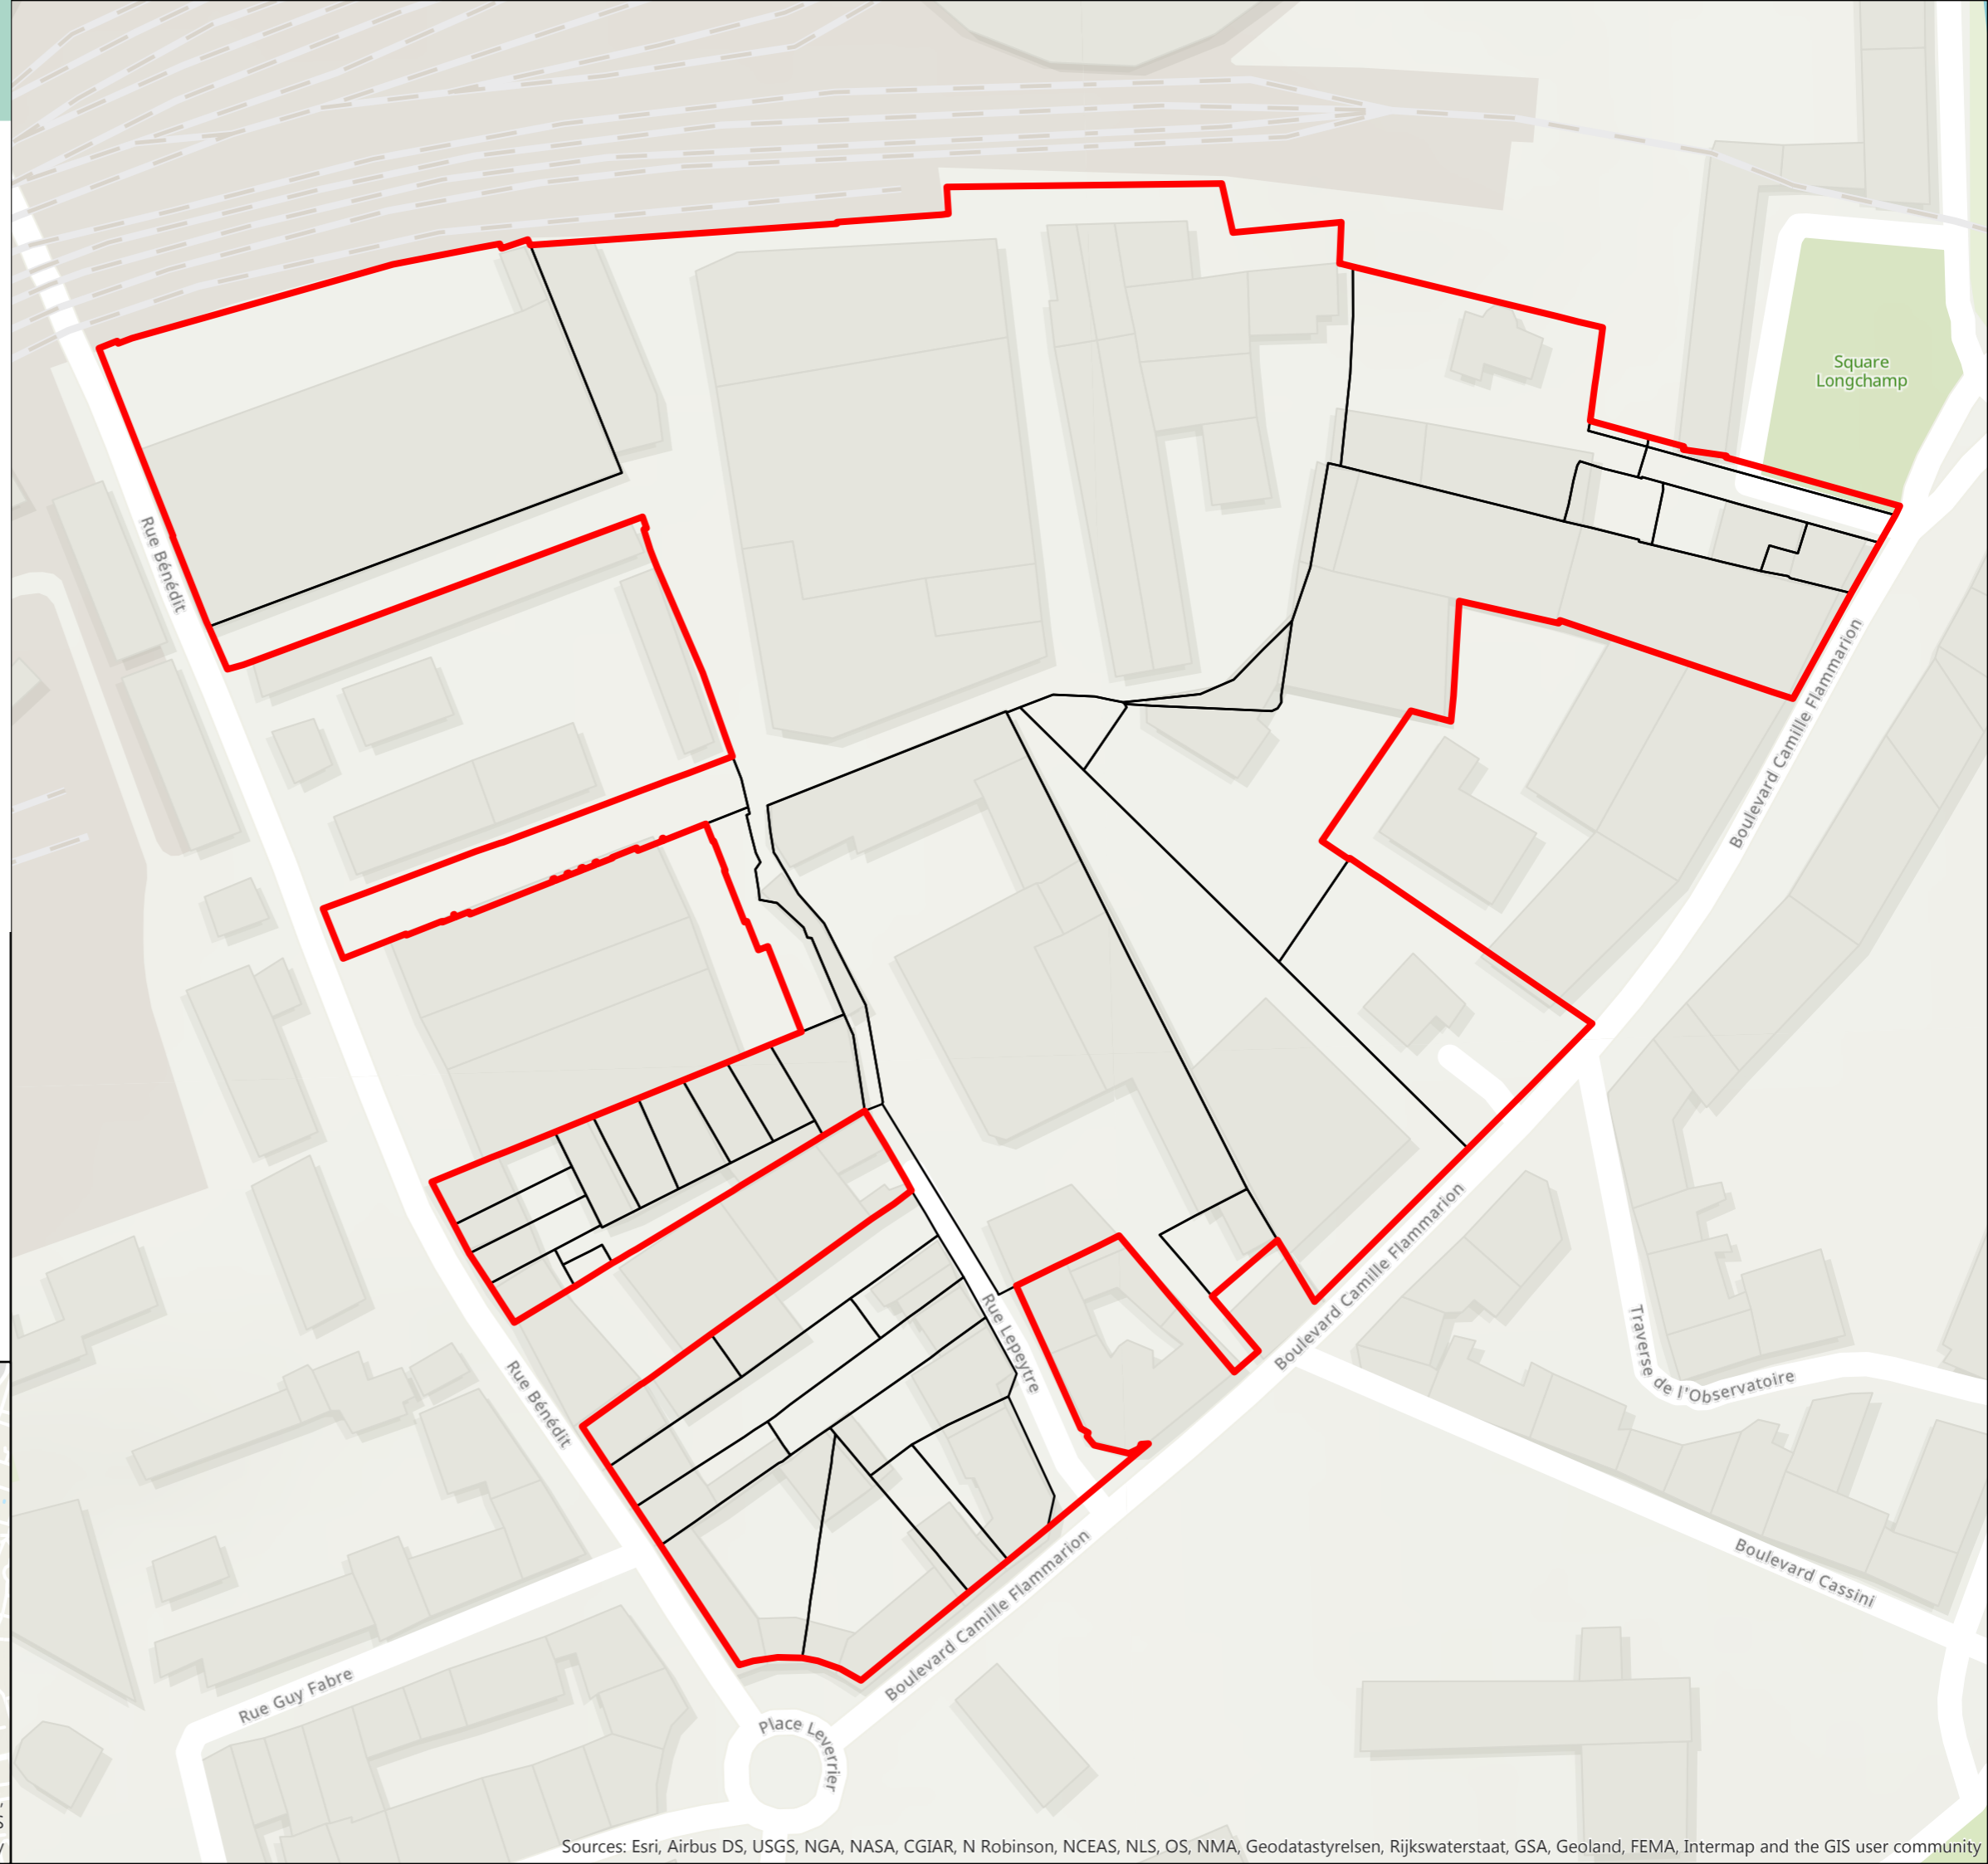 Square
Longchamp
Rue Bénédit
Boulevard Camille Flammarion
Boulevard Camille Flammarion
Rue Lepeyre
Traverse de l'Observatoire
Rue Bénédit
Boulevard Camille Flammarion
Boulevard Cassini
Rue Guy Fabre
Place Leverrier
Sources: Esri, Airbus DS, USGS, NGA, NASA, CGIAR, N Robinson, NCEAS, NLS, OS, NMA, Geodatastyrelsen, Rijkswaterstaat, GSA, Geoland, FEMA, Intermap and the GIS user community